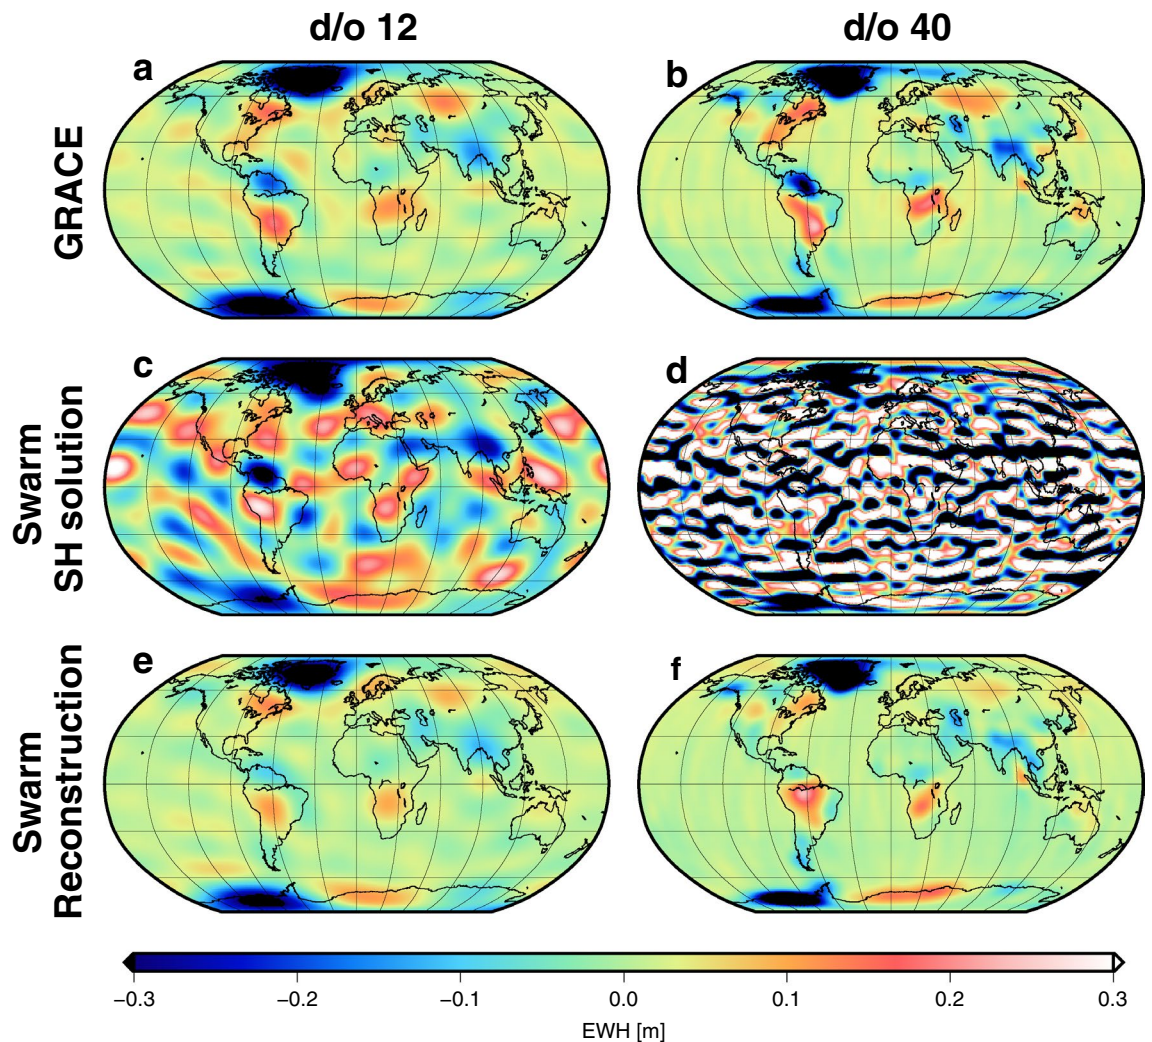 d/o 12
d/o 40
a
b
GRACE
c
d
Swarm
SH solution
e
f
Swarm
Reconstruction
−0.3
−0.2
−0.1
0.0
0.1
0.2
0.3
EWH [m]